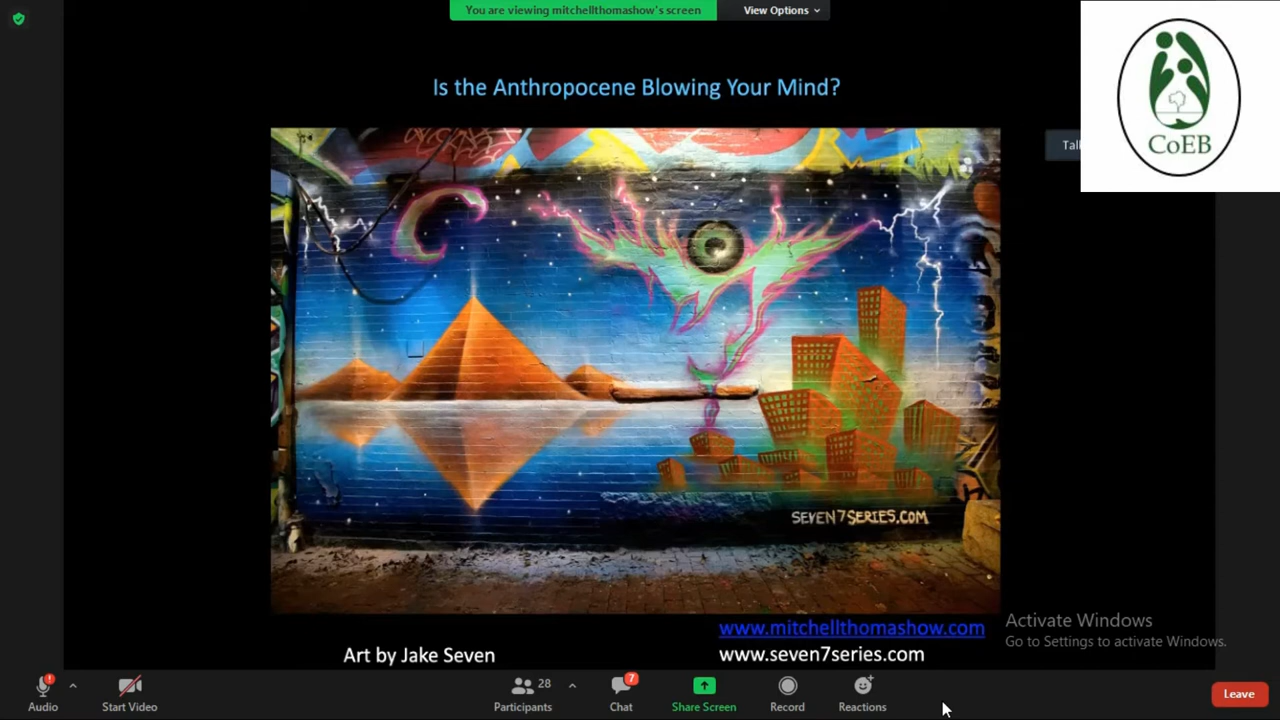 You are viewing mitchellthomashow's screen
View Options
Is the Anthropocene Blowing Your Mind?
CoEB
SEVEN7SERIES.COM
www.mitchellthomashow.com
Art by Jake Seven
www.seven7series.com
Activate Windows
Go to Settings to activate Windows.
Audio
Start Video
Participants
28
Chat
7
Share Screen
Record
Reactions
Leave